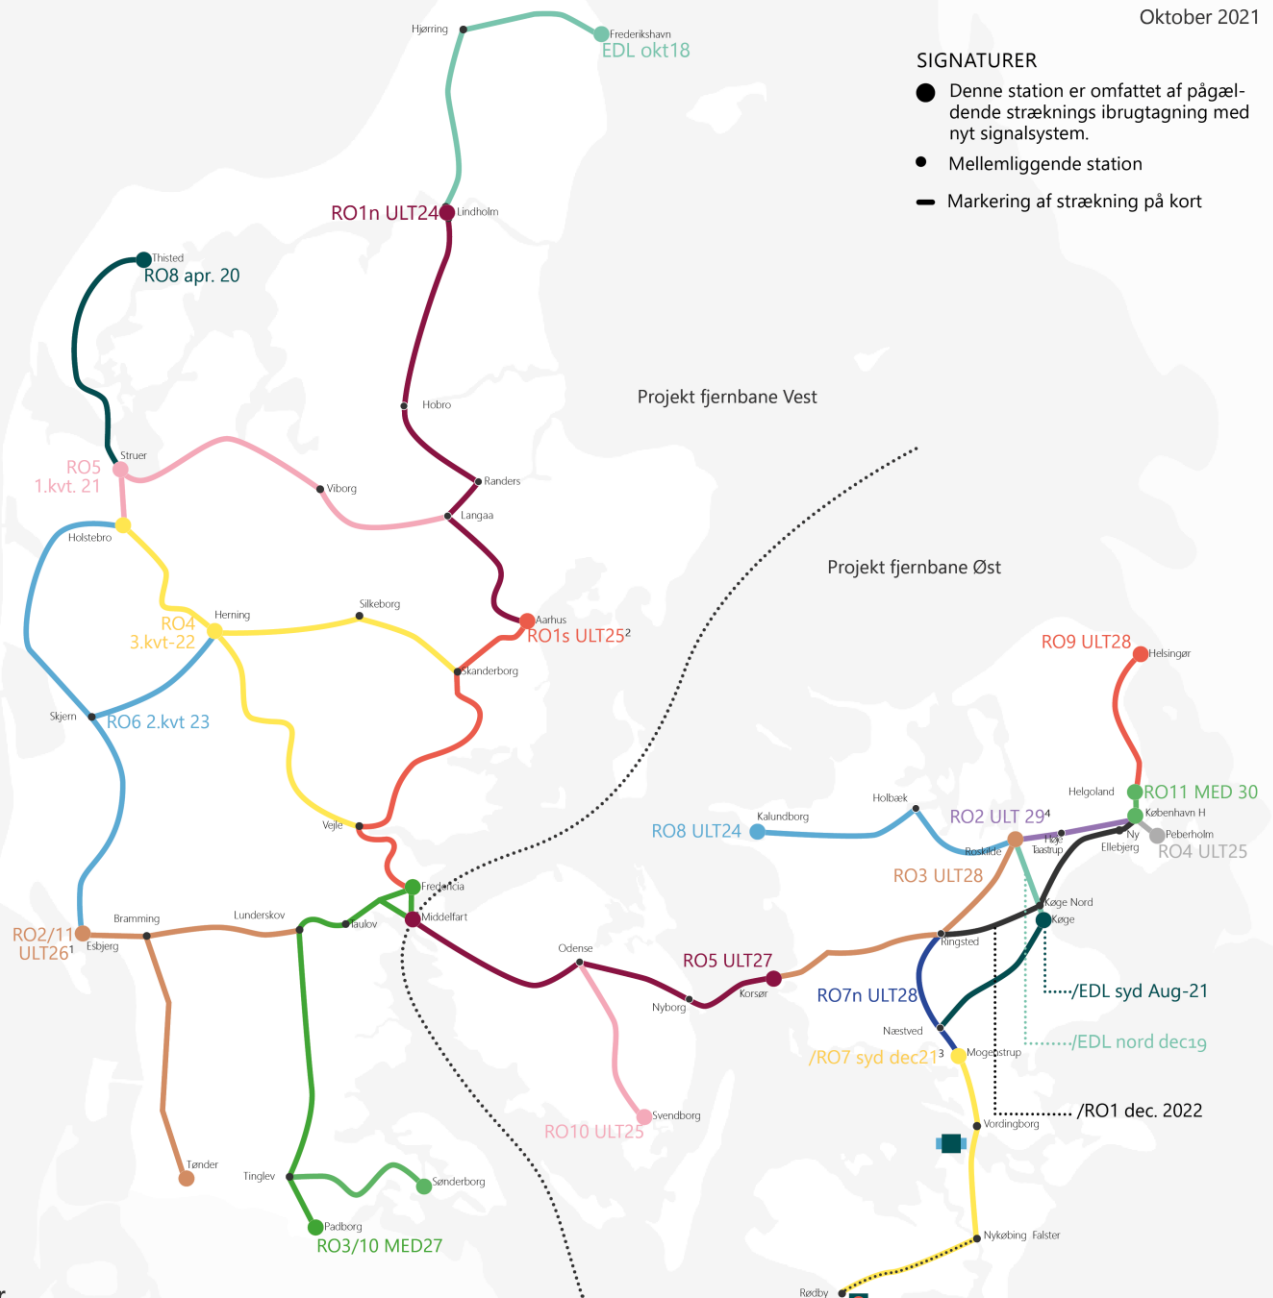 Oktober 2021
SIGNATURER
Denne station er omfattet af pågæl-
dende stræknings ibrugtagning med
nyt signalsystem.
Mellemliggende station
Markering af strækning på kort
Hjørring
Frederikshavn
EDL okt18
RO1n ULT24
Lindholm
Thisted
RO8 apr. 20
Projekt fjernbane Vest
Hobro
Struer
RO5
1.kvt. 21
Viborg
Randers
Langaa
Holstebro
Projekt fjernbane Øst
RO4
3.kvt-22
Herning
Silkeborg
Aarhus
RO1s ULT25²
Skanderborg
RO9 ULT28
Helsingør
Skjern
RO6 2.kvt 23
Helgoland
RO11 MED 30
Holbæk
Kalundborg
RO8 ULT24
RO2 ULT 29⁴
København H
Vejle
Høje
Taastrup
Ny
Ellebjerg
Peberholm
RO4 ULT25
Roskilde
RO3 ULT28
Fredericia
Køge Nord
Køge
Bramming
Lunderskov
Taulov
Middelfart
RO2/11
ULT26¹
Esbjerg
Odense
RO5 ULT27
Ringsted
Korsør
Nyborg
RO7n ULT28
/EDL syd Aug-21
Næstved
/EDL nord dec19
/RO7 syd dec21³
Mogenstrup
Svendborg
RO10 ULT25
/RO1 dec. 2022
Vordingborg
Tønder
Tinglev
Sønderborg
Padborg
RO3/10 MED27
Nykøbing Falster
Rødby